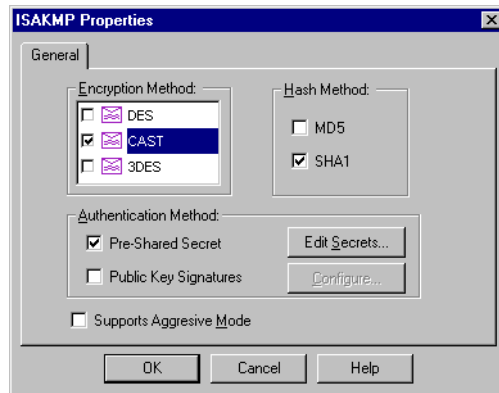 ISAKMP Properties
General
Encryption Method:
DES
CAST
3DES
Hash Method:
MD5
SHA1
Authentication Method:
Pre-Shared Secret
Edit Secrets...
Public Key Signatures
Configure...
Supports Aggresive Mode
OK
Cancel
Help